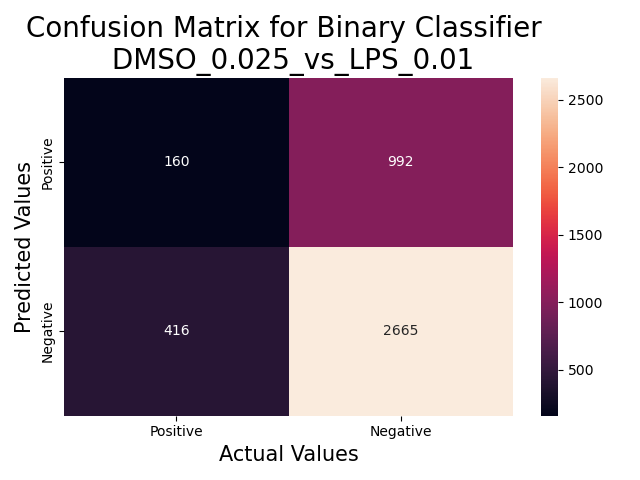 Confusion Matrix for Binary Classifier
DMSO_0.025_vs_LPS_0.01
Predicted Values
Positive
160
992
Negative
416
2665
Positive
Negative
Actual Values
2500
2000
1500
1000
500